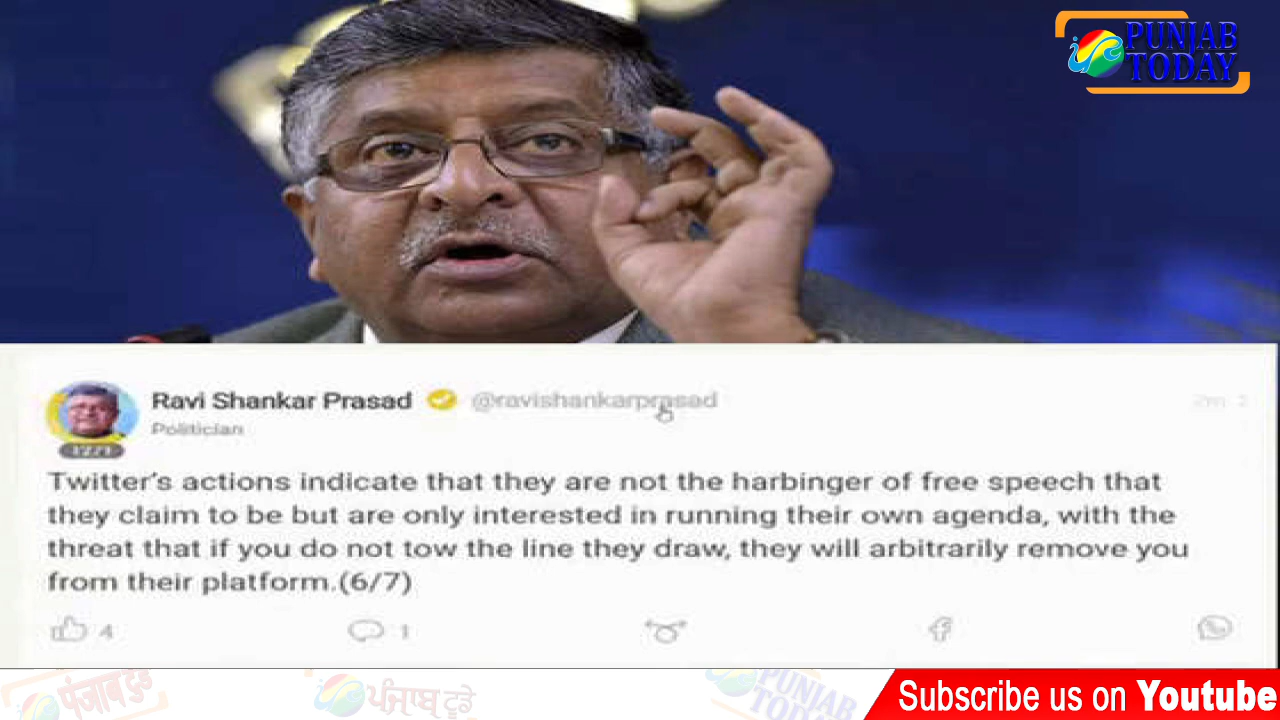 PUNJAB
TODAY
Ravi Shankar Prasad @ravishankarprasad
Politician
Twitter's actions indicate that they are not the harbinger of free speech that
they claim to be but are only interested in running their own agenda, with the
threat that if you do not tow the line they draw, they will arbitrarily remove you
from their platform.(6/7)
4 1
ਪੰਜਾਬ ਟੂਡੇ
PUNJAB
TODAY
Subscribe us on Youtube